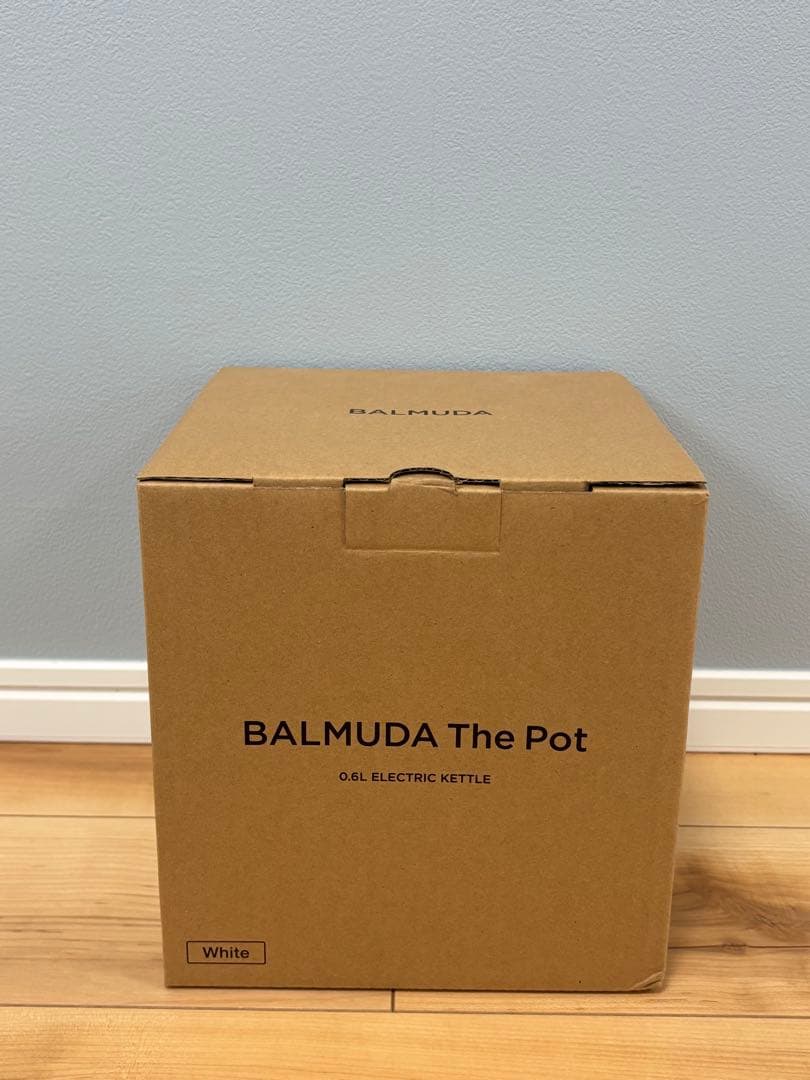 BALMUDA
BALMUDA The Pot
0.6L ELECTRIC KETTLE
White